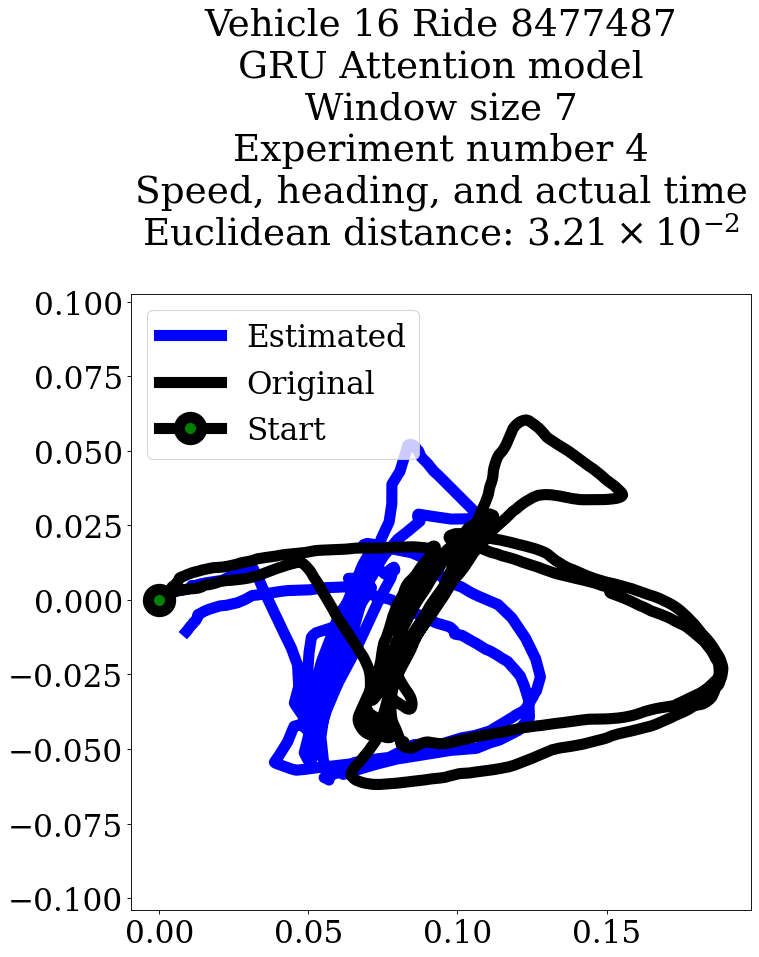 Vehicle 16 Ride 8477487
GRU Attention model
Window size 7
Experiment number 4
Speed, heading, and actual time
Euclidean distance: 3.21 × 10⁻²
Estimated
Original
Start
0.100
0.075
0.050
0.025
0.000
−0.025
−0.050
−0.075
−0.100
0.00 0.05 0.10 0.15